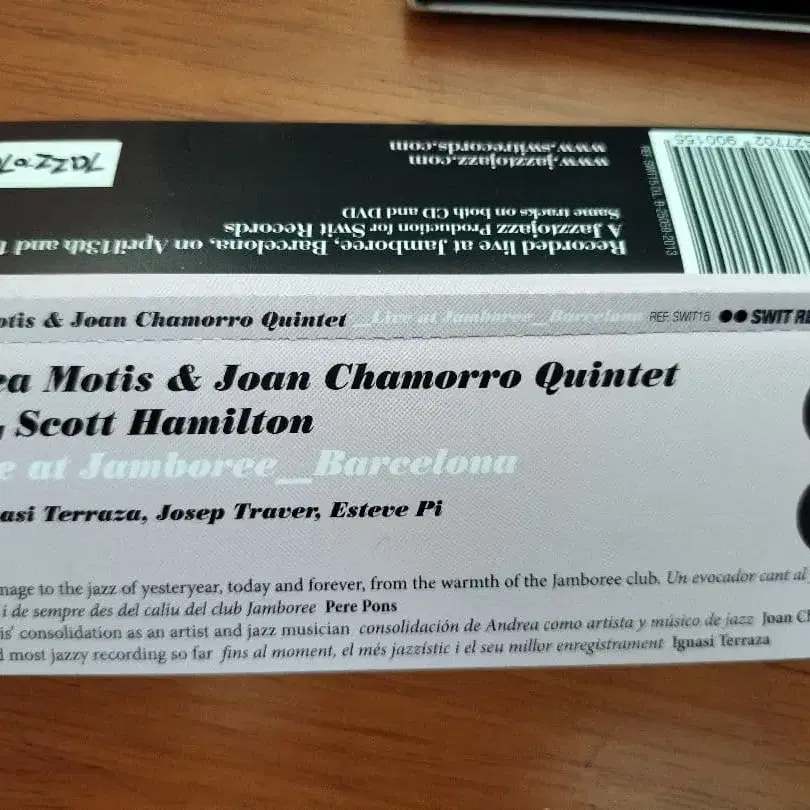 otis & Joan Chamorro Quintet _Live at Jamboree_Barcelona REF. SWIT15 SWIT RE
ea Motis & Joan Chamorro Quintet
, Scott Hamilton
e at Jamboree_Barcelona
asi Terraza, Josep Traver, Esteve Pi
mage to the jazz of yesteryear, today and forever, from the warmth of the Jamboree club. Un evocador cant al
i de sempre des del caliu del club Jamboree Pere Pons
is' consolidation as an artist and jazz musician consolidación de Andrea como artista y músico de jazz Joan Ch
d most jazzy recording so far fins al moment, el més jazzístic i el seu millor enregistrament Ignasi Terraza
Recorded live at Jamboree, Barcelona, on April 13th and 1
A Jazztojazz Production for Swit Records
Same tracks on both CD and DVD
www.jazztojazz.com
www.switrecords.com
900155